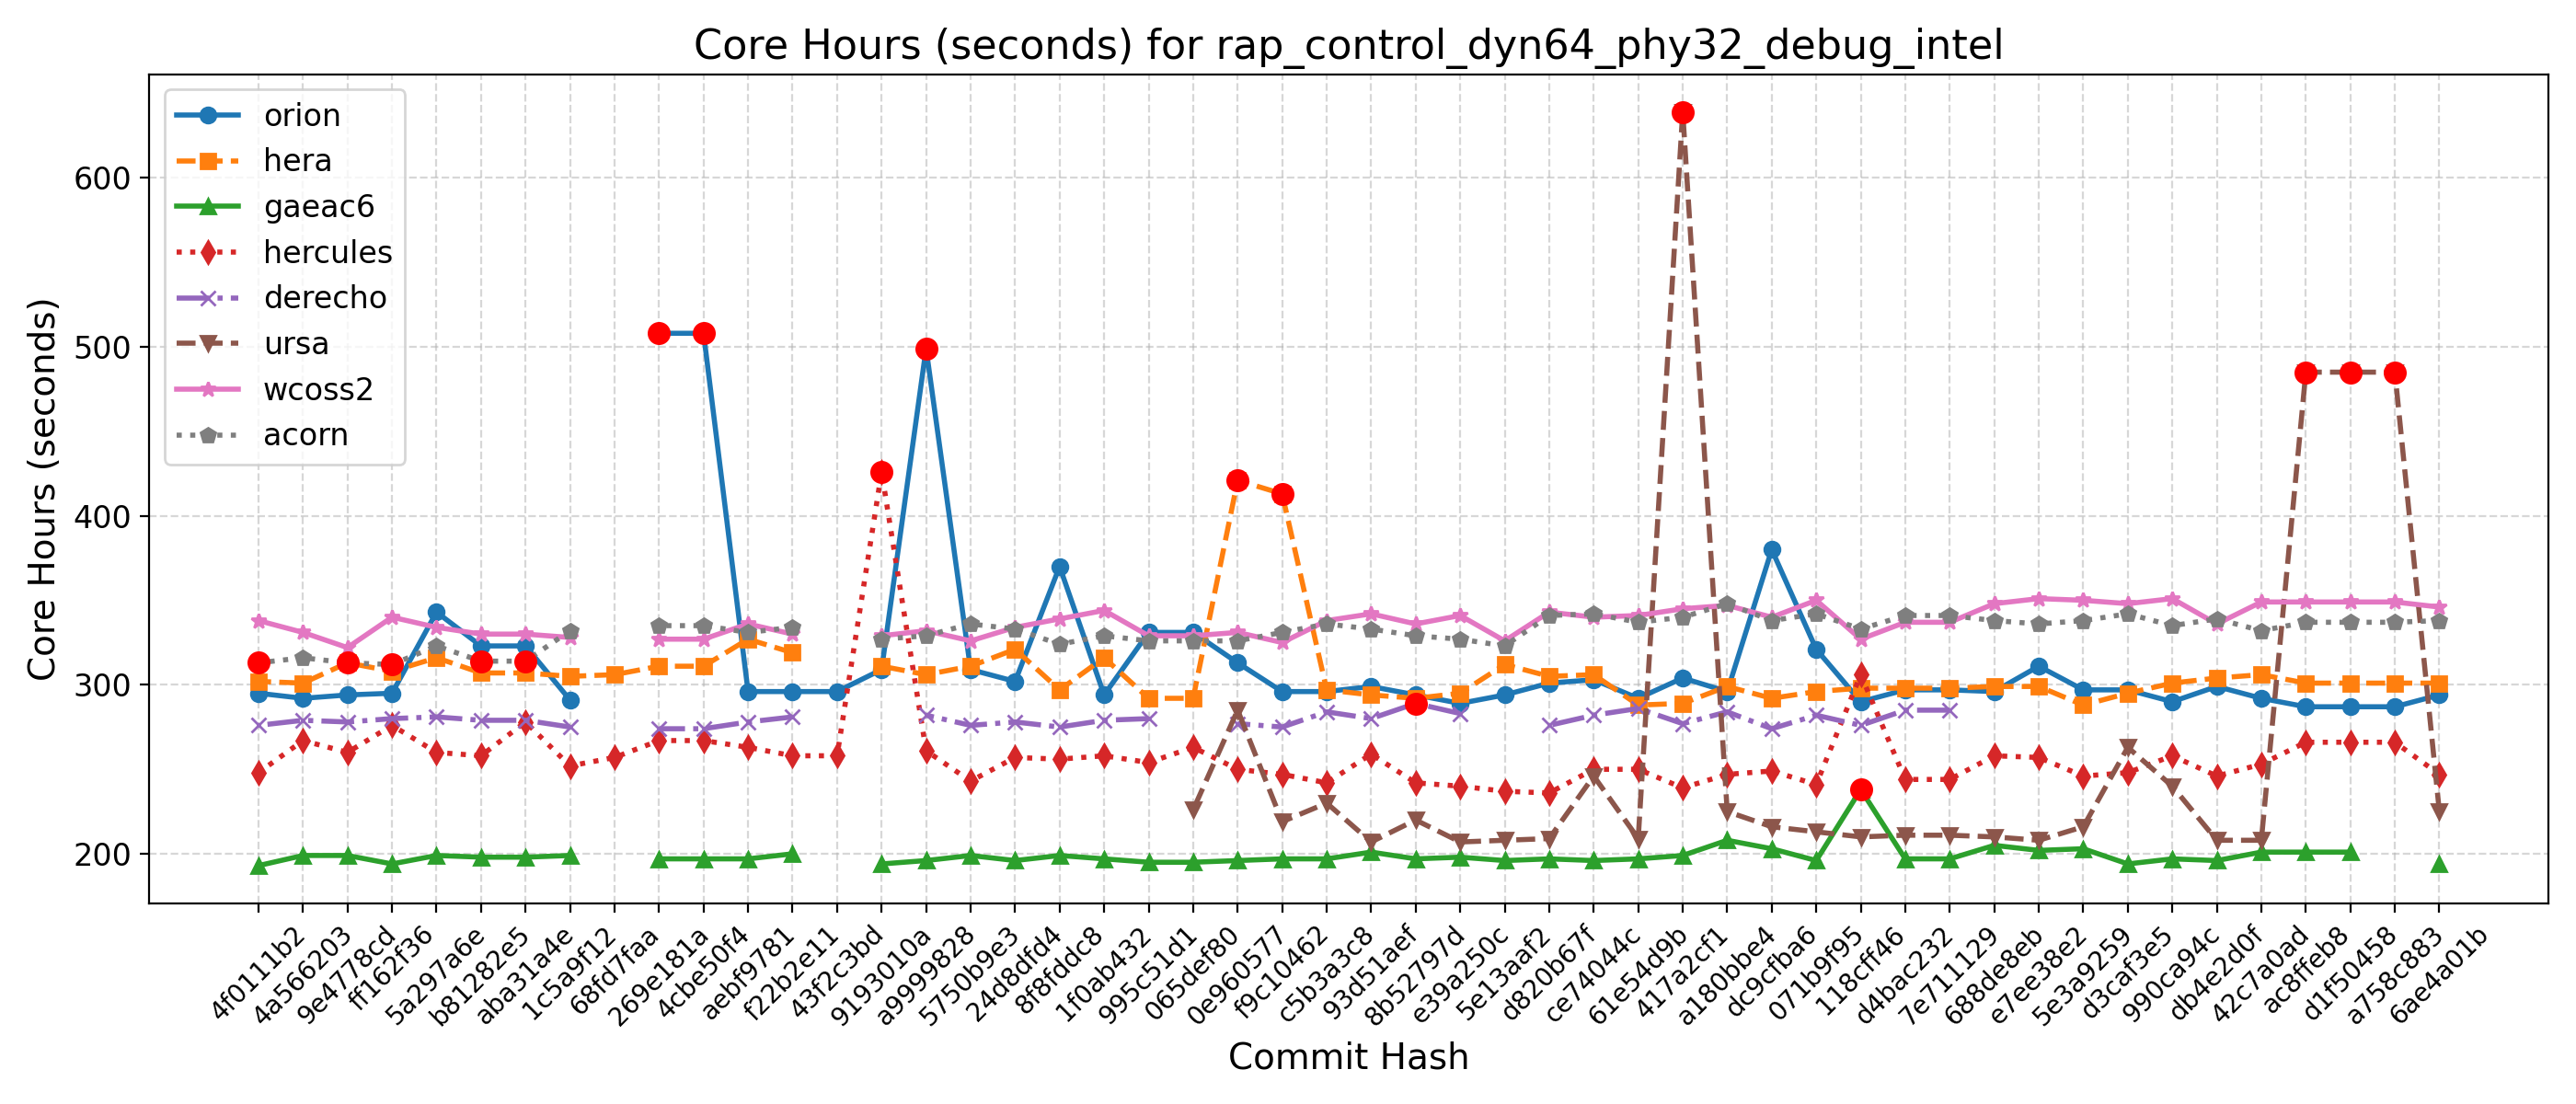 Core Hours (seconds) for rap_control_dyn64_phy32_debug_intel
orion
hera
gaeac6
hercules
derecho
ursa
wcoss2
acorn
Core Hours (seconds)
600
500
400
300
200
4f0111b2
4a566203
9e4778cd
ff162f36
5a297a6e
b81282e5
aba31a4e
1c5a9f12
68fd7faa
269e181a
4cbe50f4
aebf9781
f22b2e11
43f2c3bd
9193010a
a9999828
5750b9e3
24d8dfd4
8f8fddc8
1f0ab432
995c51d1
065def80
0e960577
f9c10462
c5b3a3c8
93d51aef
8b52797d
e39a250c
5e13aaf2
d820b67f
ce74044c
61e54d9b
417a2cf1
a180bbe4
dc9cfba6
071b9f95
118cff46
d4bac232
7e711129
688de8eb
e7ee38e2
5e3a9259
d3caf3e5
990ca94c
db4e2d0f
42c7a0ad
ac8ffeb8
d1f50458
a758c883
6ae4a01b
Commit Hash